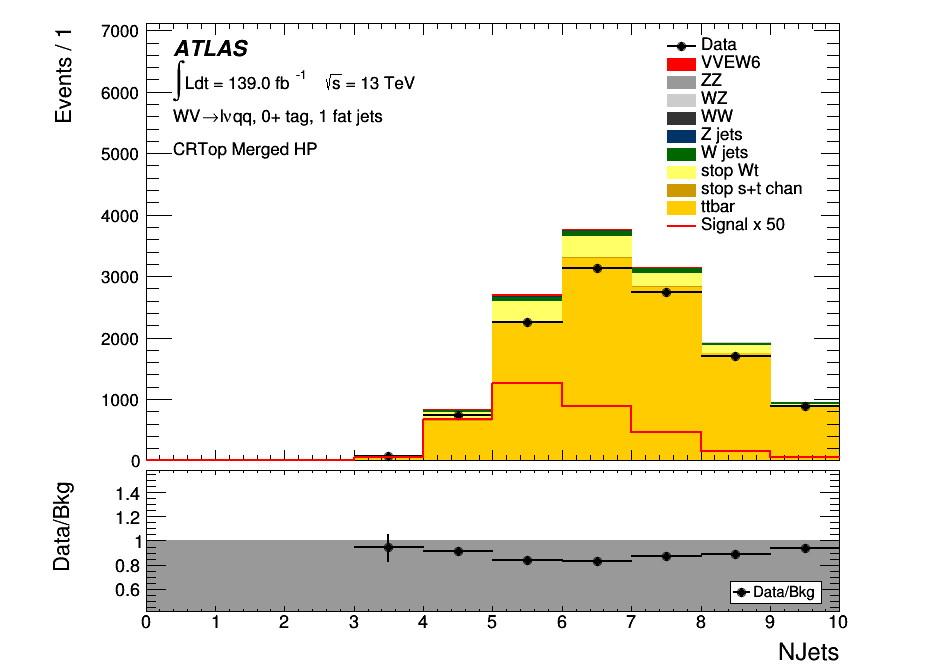 7000
6000
5000
4000
3000
2000
1000
0
Events / 1
ATLAS
∫Ldt = 139.0 fb⁻¹ √s = 13 TeV
WV→lνqq, 0+ tag, 1 fat jets
CRTop Merged HP
Data
VVEW6
ZZ
WZ
WW
Z jets
W jets
stop Wt
stop s+t chan
ttbar
Signal x 50
1.4
1.2
1
0.8
0.6
Data/Bkg
Data/Bkg
0 1 2 3 4 5 6 7 8 9 10
NJets